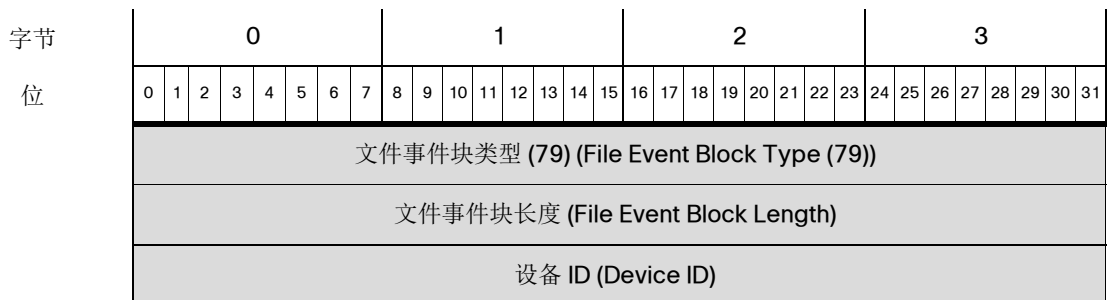 字节 0 1 2 3
位 0 1 2 3 4 5 6 7 8 9 10 11 12 13 14 15 16 17 18 19 20 21 22 23 24 25 26 27 28 29 30 31
文件事件块类型 (79) (File Event Block Type (79))
文件事件块长度 (File Event Block Length)
设备 ID (Device ID)